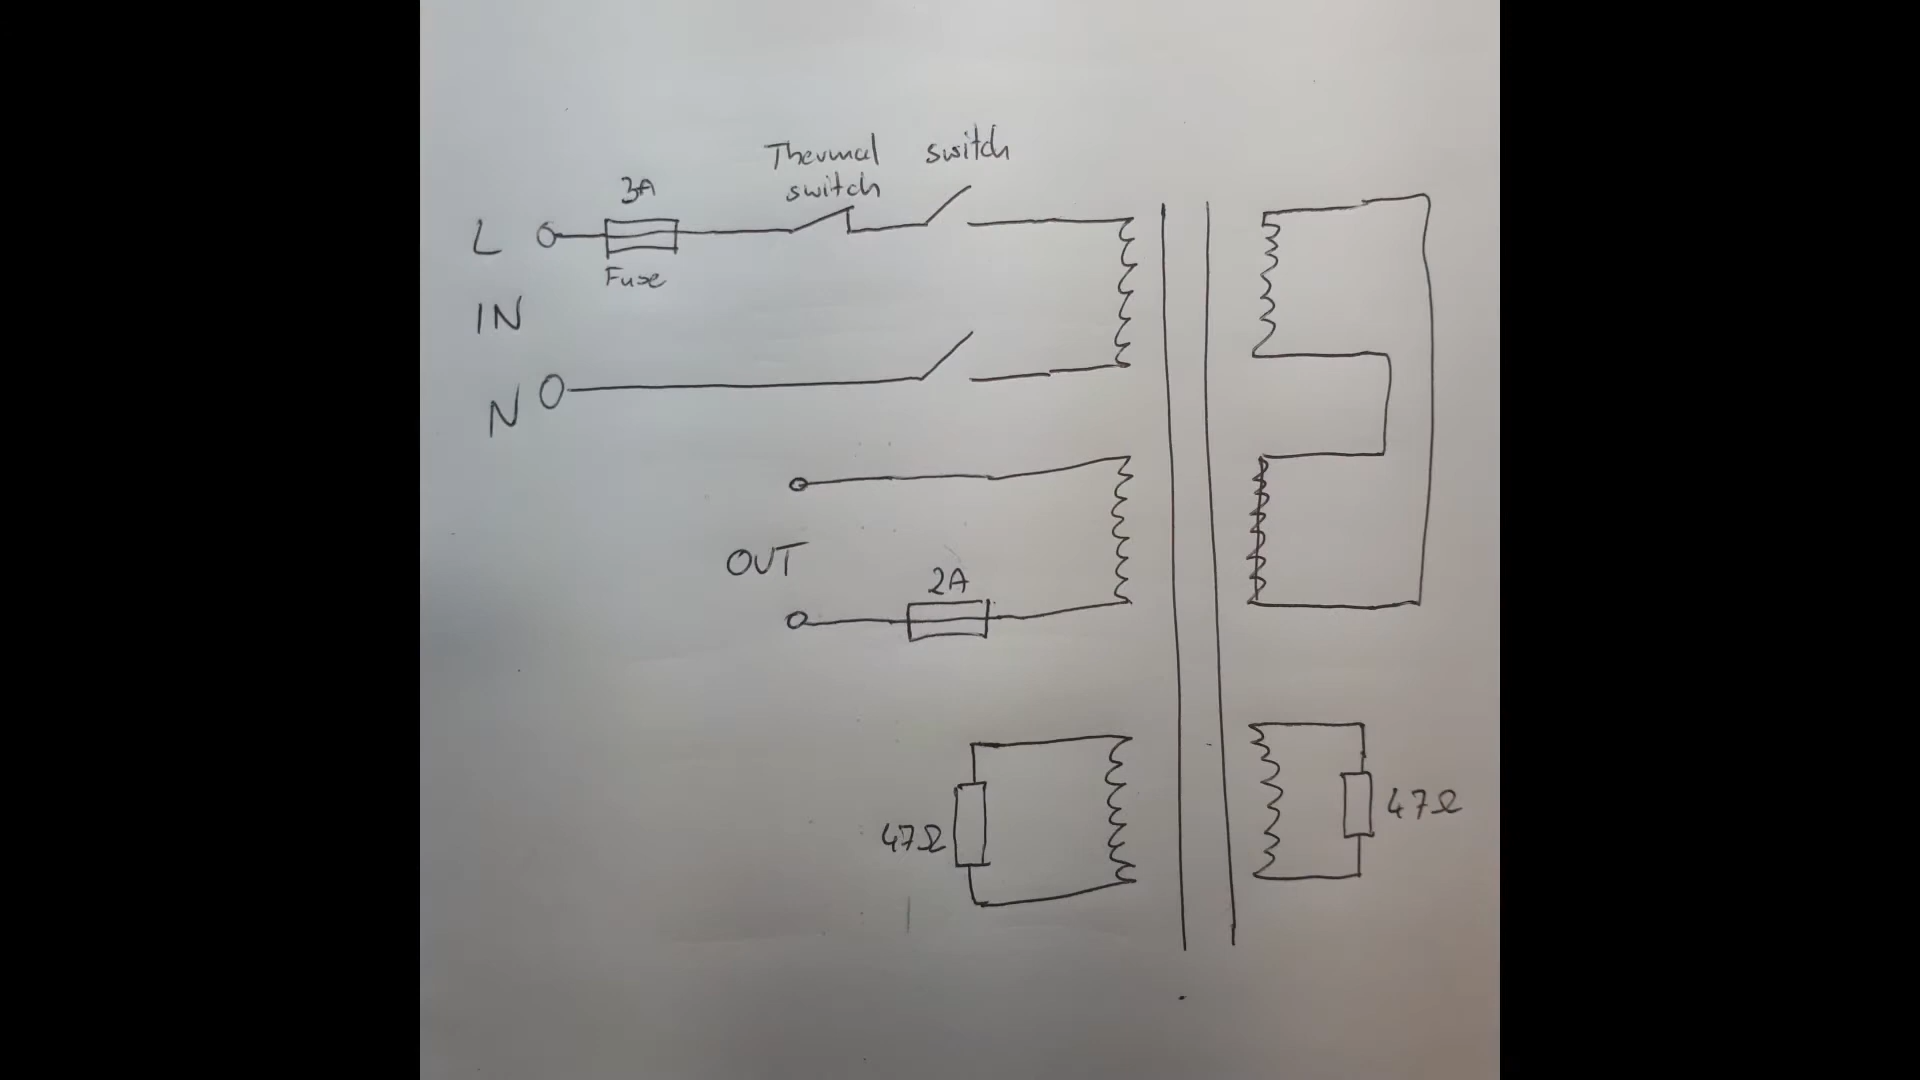 Thermal switch
switch
3A
L
Fuse
IN
N
OUT
2A
47Ω
47Ω